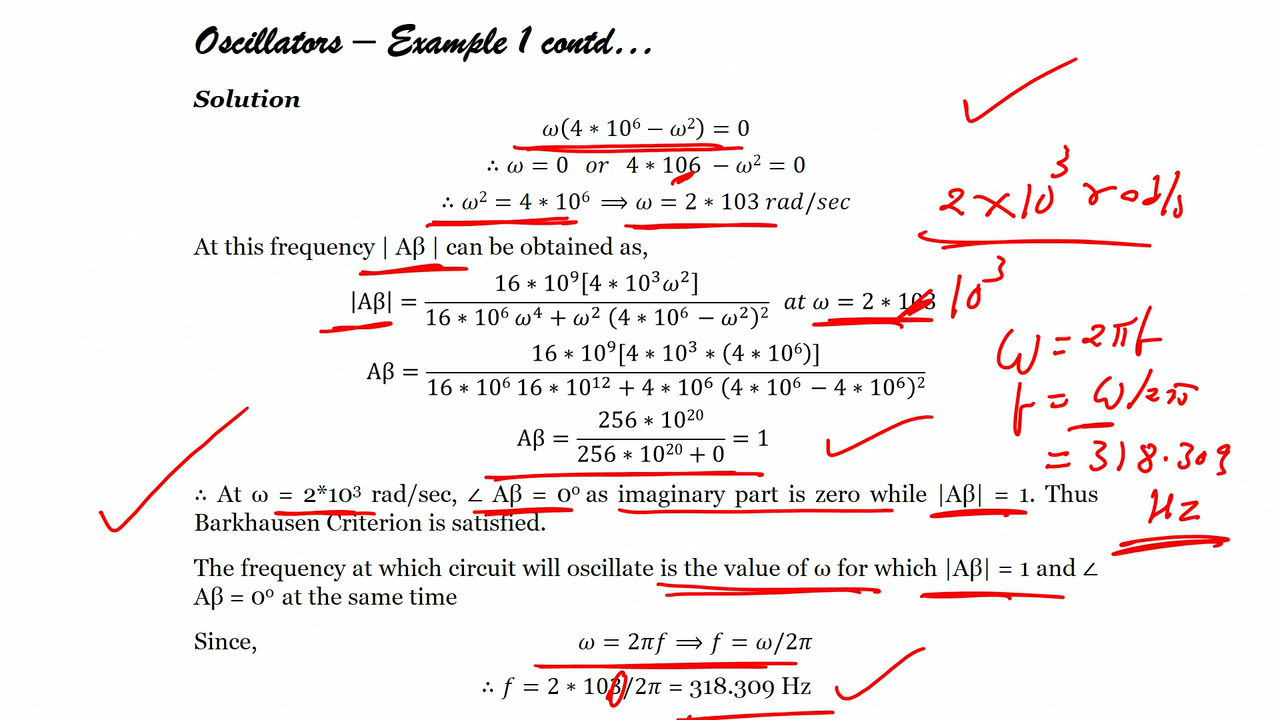 Oscillators – Example 1 contd...
Solution
ω(4 ∗ 10⁶ − ω²) = 0
∴ ω = 0 or 4 ∗ 106 − ω² = 0
∴ ω² = 4 ∗ 10⁶ ⟹ ω = 2 ∗ 103 rad/sec
2 × 10³ rad/s
At this frequency | Aβ | can be obtained as,
|Aβ| = 16 ∗ 10⁹[4 ∗ 10³ω²] / 16 ∗ 10⁶ ω⁴ + ω² (4 ∗ 10⁶ − ω²)² at ω = 2 ∗ 103
10³
Aβ = 16 ∗ 10⁹[4 ∗ 10³ ∗ (4 ∗ 10⁶)] / 16 ∗ 10⁶ 16 ∗ 10¹² + 4 ∗ 10⁶ (4 ∗ 10⁶ − 4 ∗ 10⁶)²
Aβ = 256 ∗ 10²⁰ / 256 ∗ 10²⁰ + 0 = 1
ω = 2πf
f = ω/2π
= 318.309
Hz
∴ At ω = 2*10³ rad/sec, ∠ Aβ = 0⁰ as imaginary part is zero while |Aβ| = 1. Thus
Barkhausen Criterion is satisfied.
The frequency at which circuit will oscillate is the value of ω for which |Aβ| = 1 and ∠
Aβ = 0⁰ at the same time
Since, ω = 2πf ⟹ f = ω/2π
∴ f = 2 ∗ 103/2π = 318.309 Hz